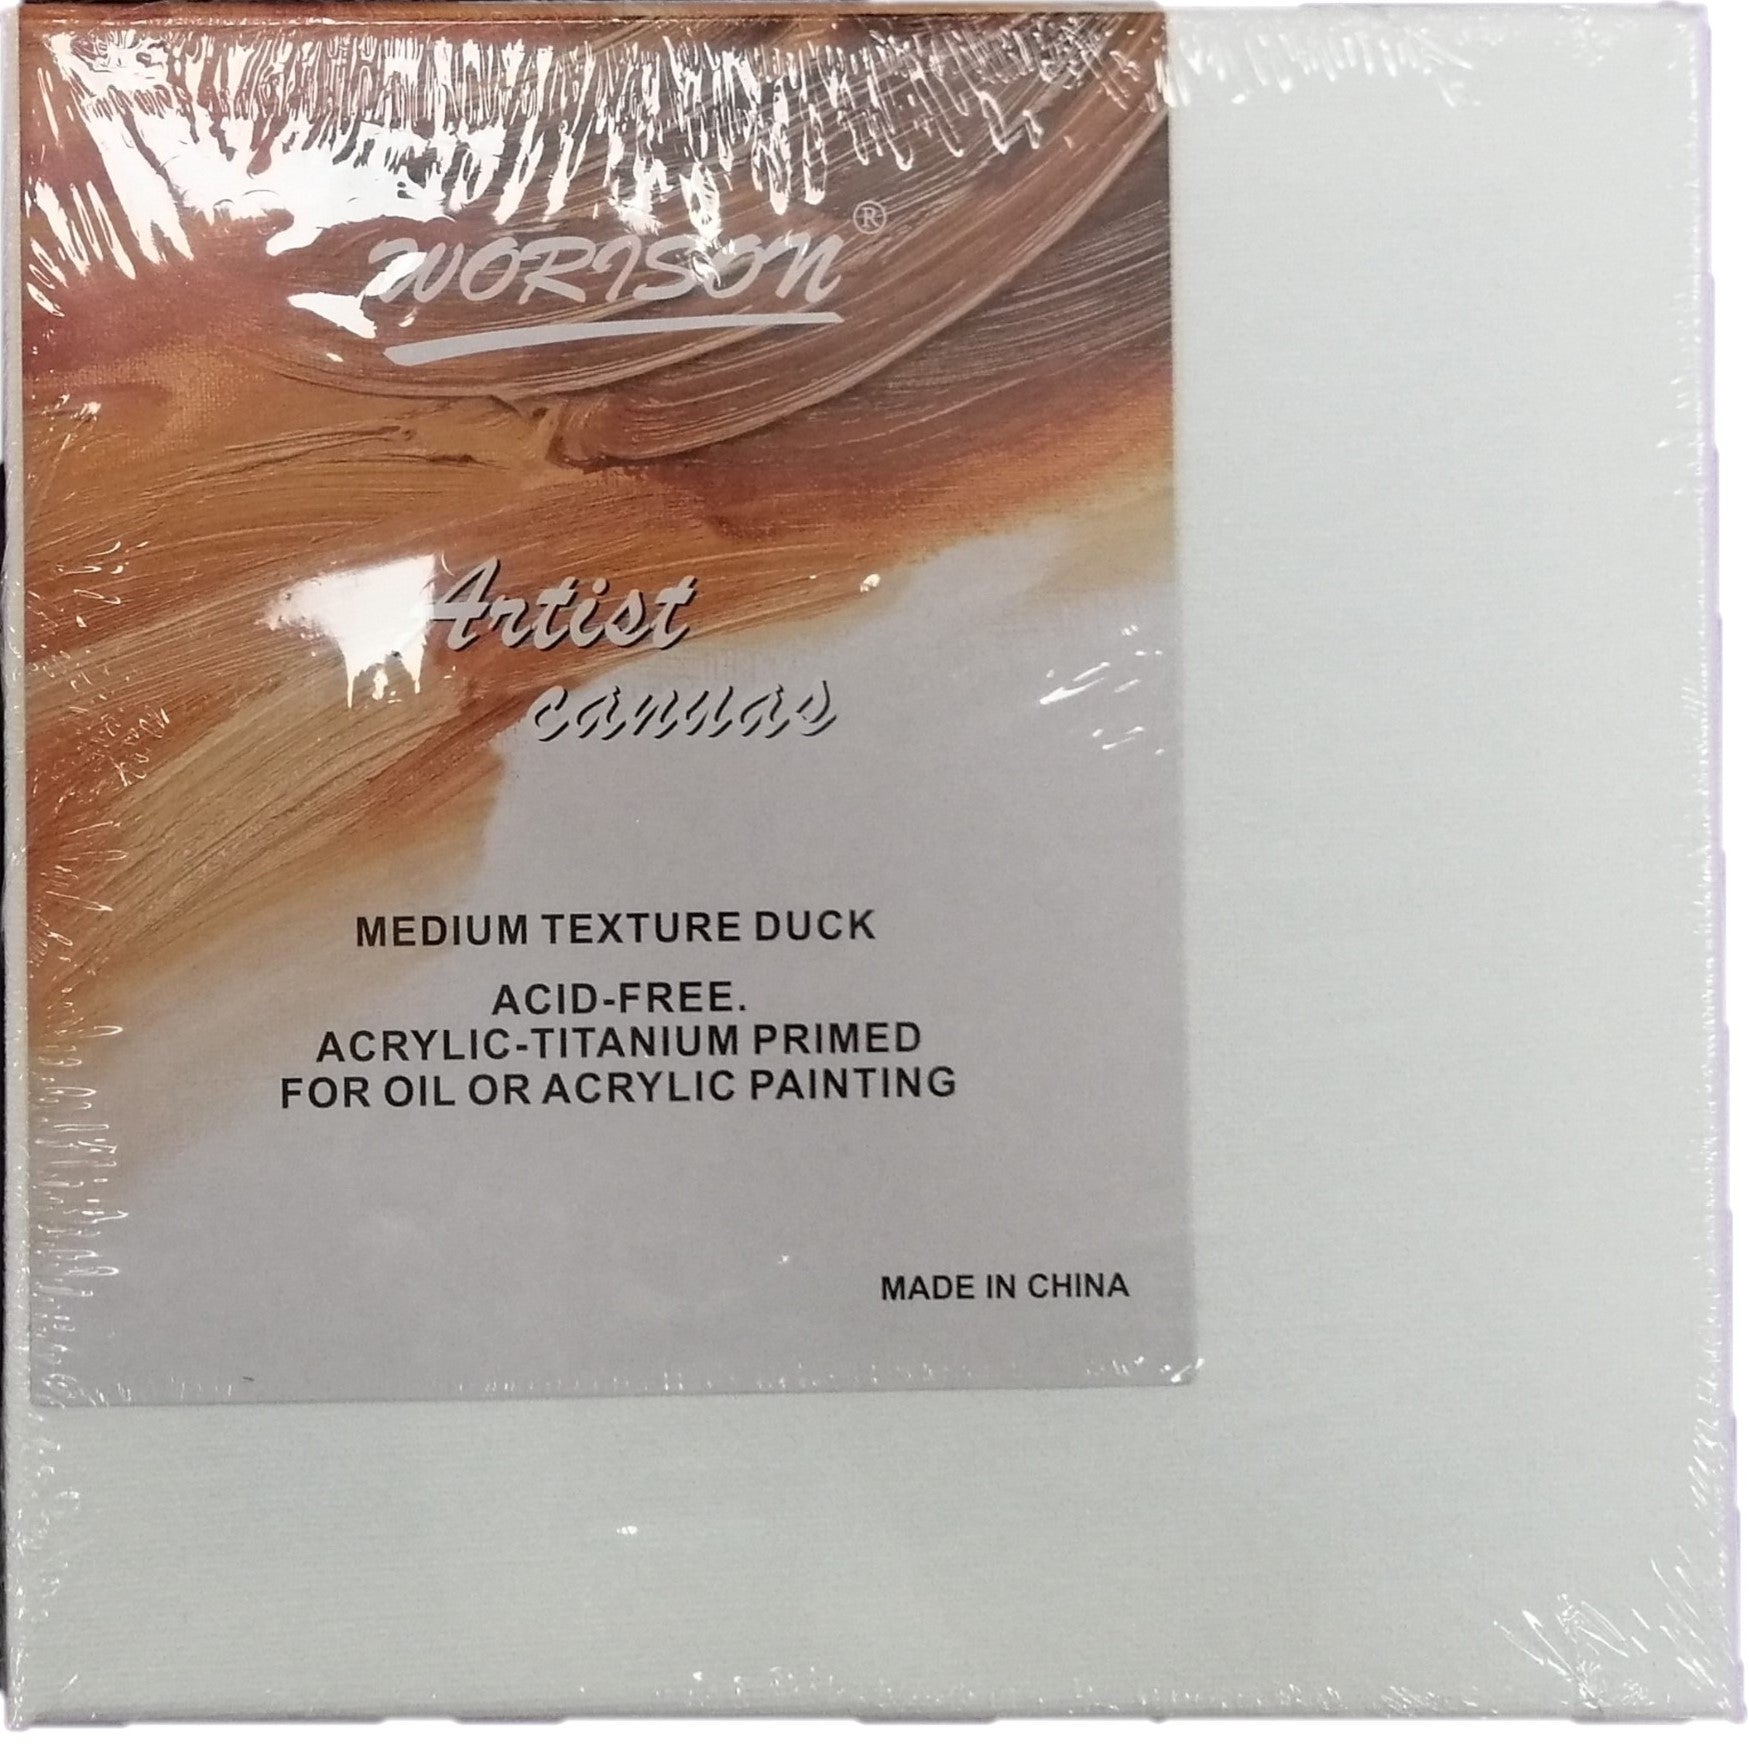 WORISON®
Artist
canvas
MEDIUM TEXTURE DUCK
ACID-FREE.
ACRYLIC-TITANIUM PRIMED
FOR OIL OR ACRYLIC PAINTING
MADE IN CHINA